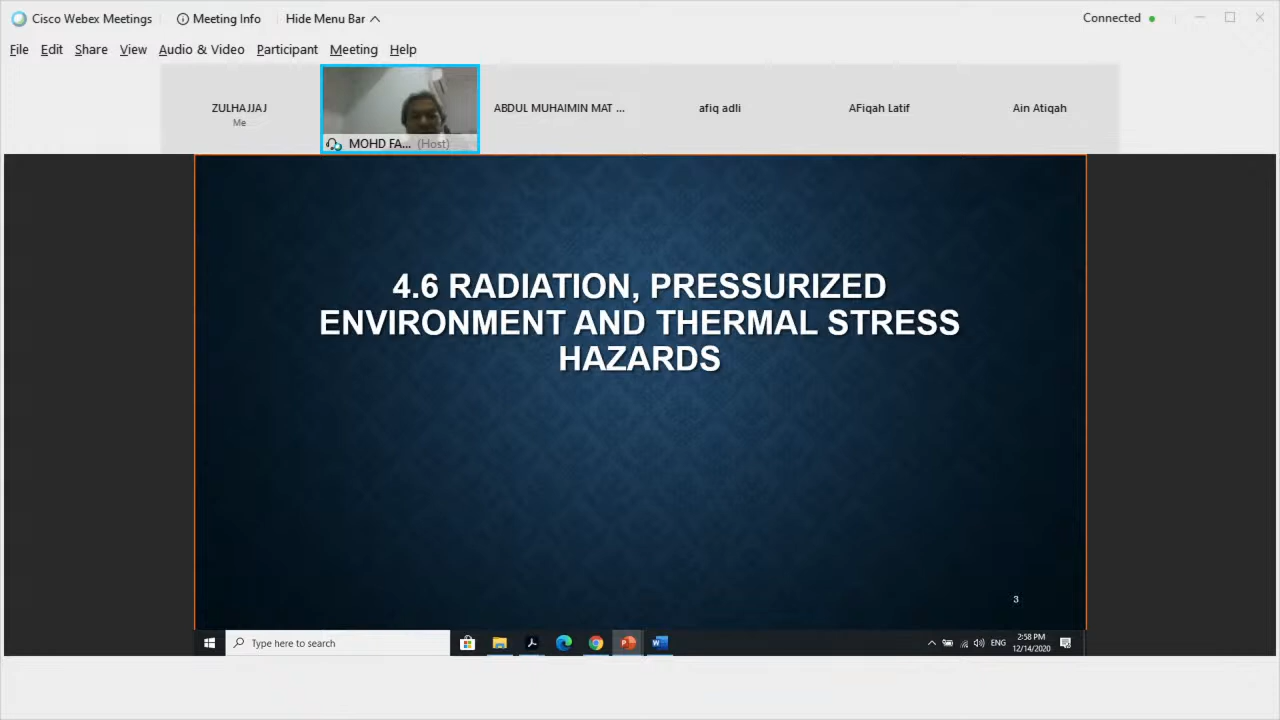 Cisco Webex Meetings Meeting Info Hide Menu Bar Connected
File Edit Share View Audio & Video Participant Meeting Help
ZULHAJJAJ
Me
MOHD FA... (Host)
ABDUL MUHAIMIN MAT ...
afiq adli
AFiqah Latif
Ain Atiqah
4.6 RADIATION, PRESSURIZED
ENVIRONMENT AND THERMAL STRESS
HAZARDS
3
Type here to search
ENG
2:58 PM
12/14/2020